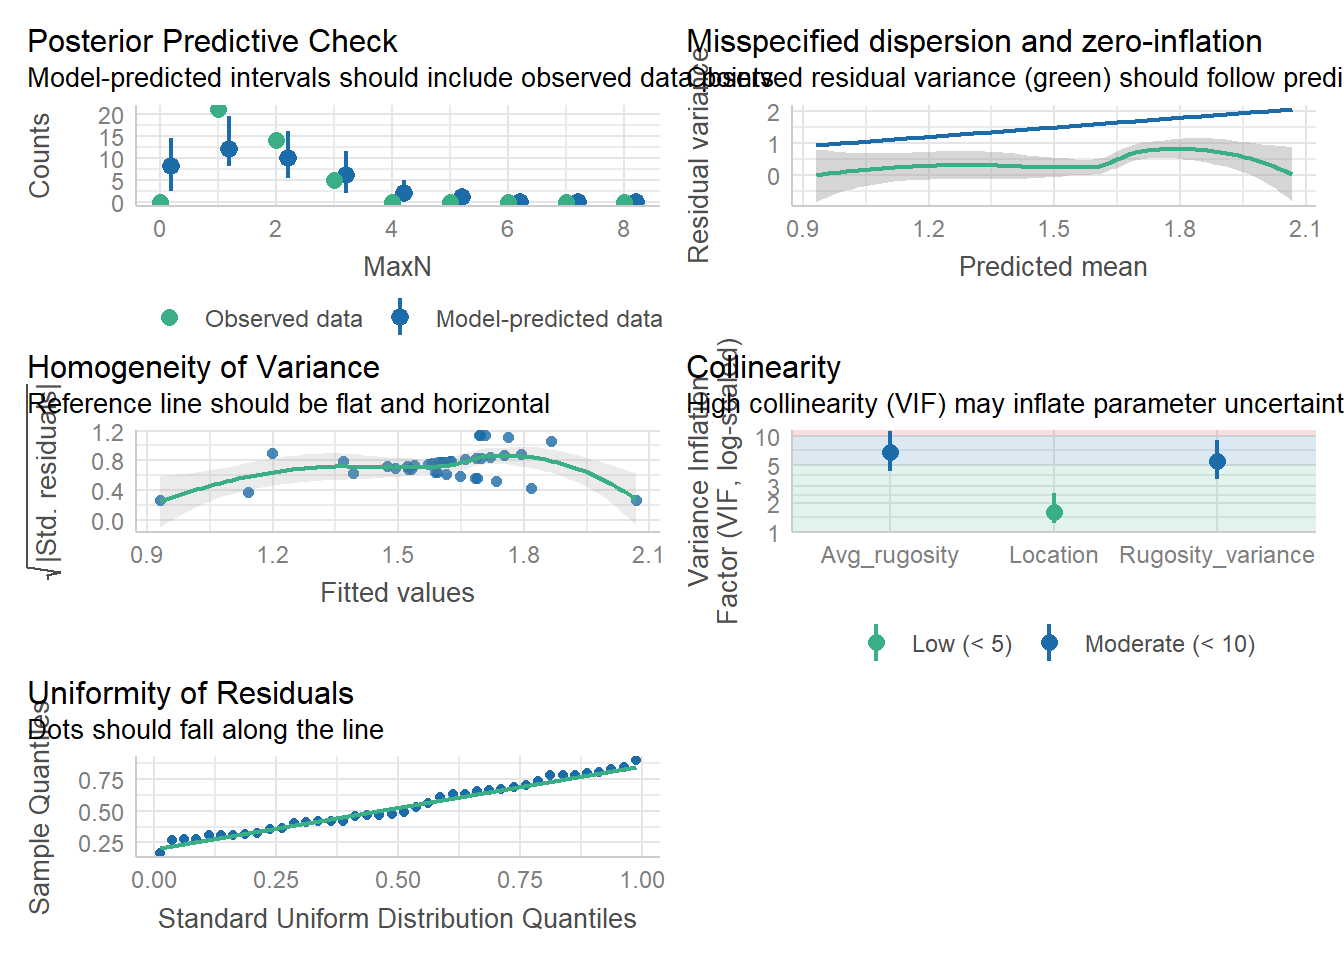 Posterior Predictive Check
Model-predicted intervals should include observed data points
Counts
20
15
10
5
0
0
2
4
6
8
MaxN
Observed data
Model-predicted data
Misspecified dispersion and zero-inflation
Observed residual variance (green) should follow predi
Residual variance
2
1
0
0.9
1.2
1.5
1.8
2.1
Predicted mean
Homogeneity of Variance
Reference line should be flat and horizontal
√|Std. residuals|
1.2
0.8
0.4
0.0
0.9
1.2
1.5
1.8
2.1
Fitted values
Collinearity
High collinearity (VIF) may inflate parameter uncertaint
Variance Inflation
Factor (VIF, log-scaled)
10
5
3
2
1
Avg_rugosity
Location
Rugosity_variance
Low (< 5)
Moderate (< 10)
Uniformity of Residuals
Dots should fall along the line
Sample Quantiles
0.75
0.50
0.25
0.00
0.25
0.50
0.75
1.00
Standard Uniform Distribution Quantiles